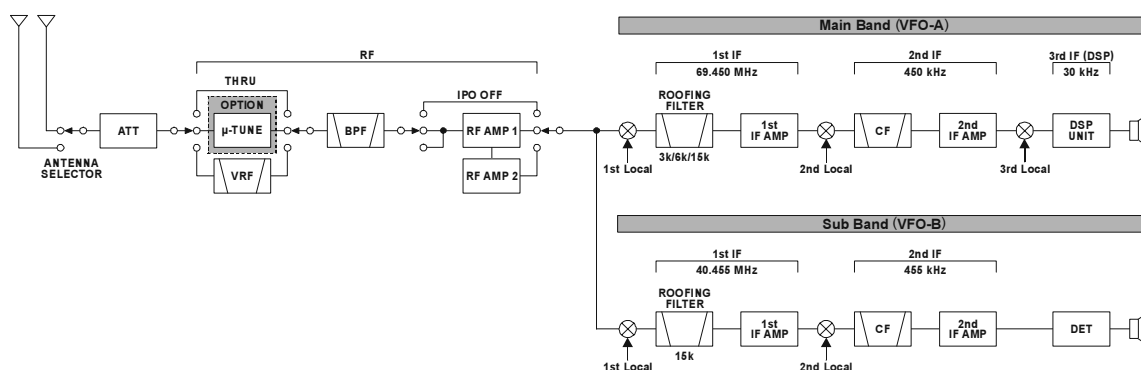 Main Band (VFO-A)
RF
1st IF
69.450 MHz
2nd IF
450 kHz
3rd IF (DSP)
30 kHz
THRU
OPTION
IPO OFF
ROOFING
FILTER
ATT
µ-TUNE
BPF
RF AMP 1
1st
IF AMP
CF
2nd
IF AMP
DSP
UNIT
3k/6k/15k
ANTENNA
SELECTOR
VRF
RF AMP 2
1st Local
2nd Local
3rd Local
Sub Band (VFO-B)
1st IF
40.455 MHz
2nd IF
455 kHz
ROOFING
FILTER
1st
IF AMP
CF
2nd
IF AMP
DET
15k
1st Local
2nd Local